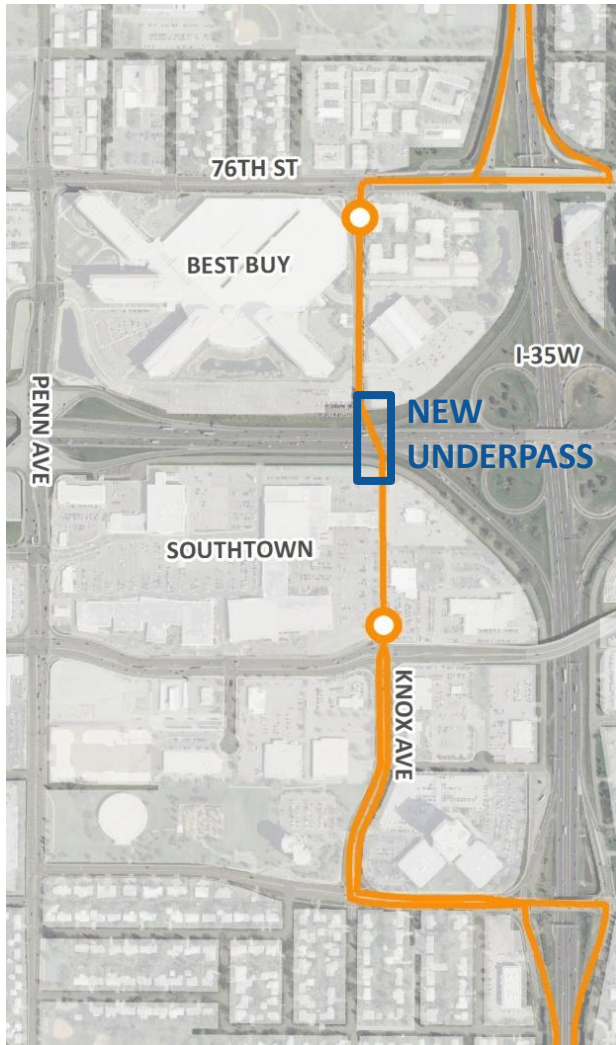 76TH ST
BEST BUY
I-35W
PENN AVE
NEW
UNDERPASS
SOUTHTOWN
KNOX AVE